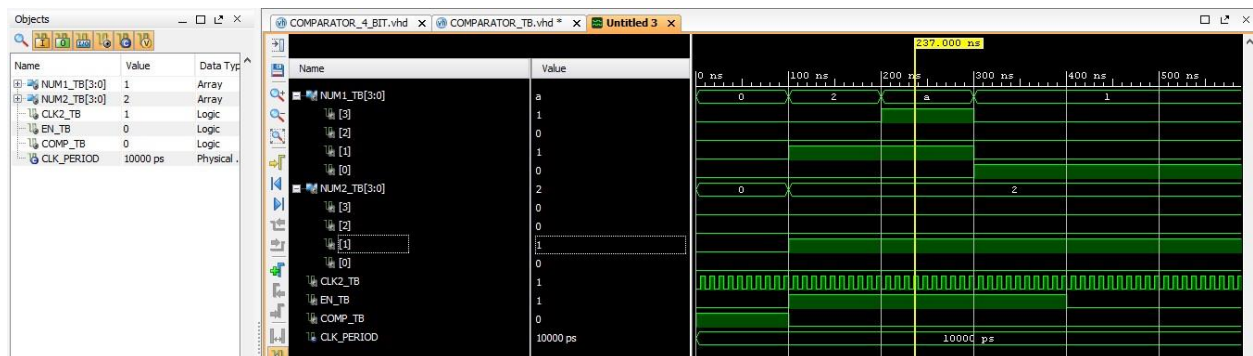 Objects
Name Value Data Typ
NUM1_TB[3:0] 1 Array
NUM2_TB[3:0] 2 Array
CLK2_TB 1 Logic
EN_TB 0 Logic
COMP_TB 0 Logic
CLK_PERIOD 10000 ps Physical .
COMPARATOR_4_BIT.vhd x COMPARATOR_TB.vhd * x Untitled 3 x
237.000 ns
Name Value 0 ns 100 ns 200 ns 300 ns 400 ns 500 ns
NUM1_TB[3:0] a 0 2 a 1
[3] 1
[2] 0
[1] 1
[0] 0
NUM2_TB[3:0] 2 0 2
[3] 0
[2] 0
[1] 1
[0] 0
CLK2_TB 1
EN_TB 1
COMP_TB 0
CLK_PERIOD 10000 ps 10000 ps